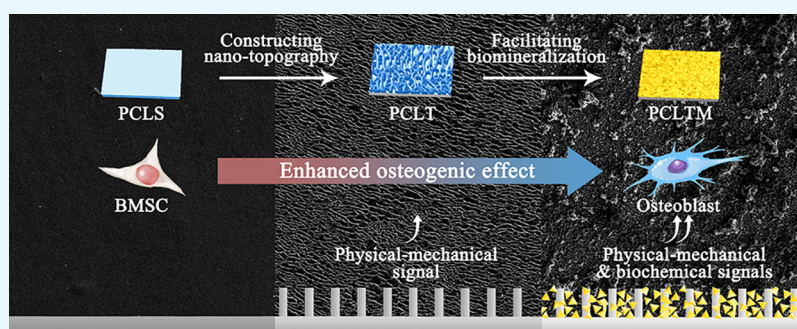 Constructing
nano-topography
Facilitating
biomineralization
PCLS
PCLT
PCLTM
Enhanced osteogenic effect
BMSC
Osteoblast
Physical-mechanical
signal
Physical-mechanical
& biochemical signals